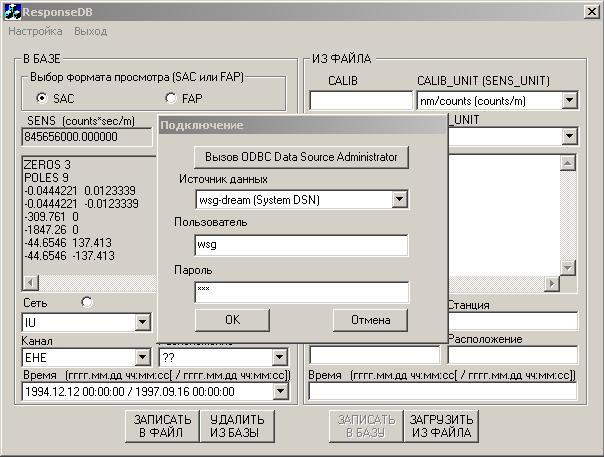 ResponseDB
Настройка Выход
В БАЗЕ
Выбор формата просмотра (SAC или FAP)
SAC FAP
SENS (counts*sec/m)
845656000.000000
ZEROS 3
POLES 9
-0.0444221 0.0123339
-0.0444221 -0.0123339
-309.761 0
-1847.26 0
-44.6546 137.413
-44.6546 -137.413
Сеть
IU
Канал
EHE ??
Время (гггг.мм.дд чч:мм:сс[ / гггг.мм.дд чч:мм:сс])
1994.12.12 00:00:00 / 1997.09.16 00:00:00
ЗАПИСАТЬ
В ФАЙЛ
УДАЛИТЬ
ИЗ БАЗЫ
Подключение
Вызов ODBC Data Source Administrator
Источник данных
wsg-dream (System DSN)
Пользователь
wsg
Пароль
***
OK Отмена
ИЗ ФАЙЛА
CALIB CALIB_UNIT (SENS_UNIT)
nm/counts (counts/m)
_UNIT
Станция
Расположение
Время (гггг.мм.дд чч:мм:сс[ / гггг.мм.дд чч:мм:сс])
ЗАПИСАТЬ
В БАЗУ
ЗАГРУЗИТЬ
ИЗ ФАЙЛА